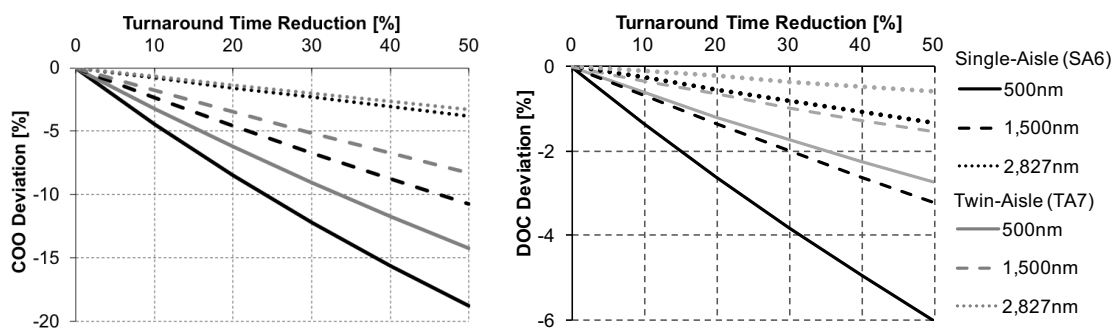 Turnaround Time Reduction [%]
0 10 20 30 40 50
0
-5
-10
-15
-20
COO Deviation [%]
Turnaround Time Reduction [%]
0 10 20 30 40 50
0
-2
-4
-6
DOC Deviation [%]
Single-Aisle (SA6)
500nm
1,500nm
2,827nm
Twin-Aisle (TA7)
500nm
1,500nm
2,827nm